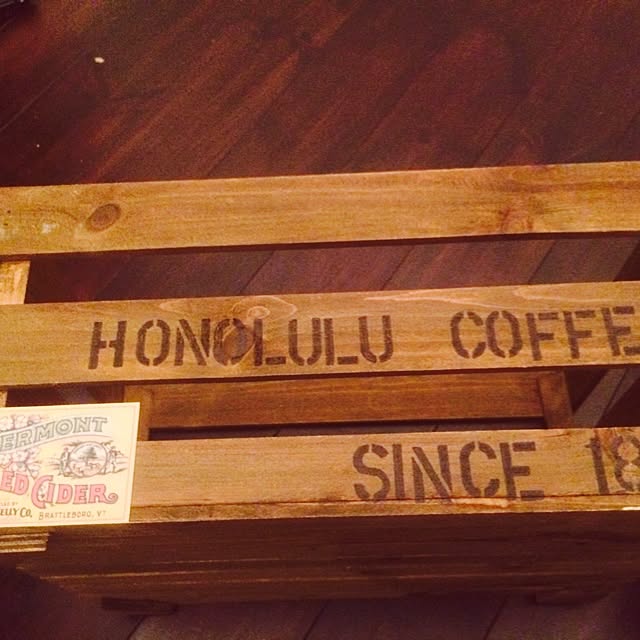 HONOLULU COFFE
SINCE 18
ERMONT
ED CIDER
BRATTLEBORO, VT